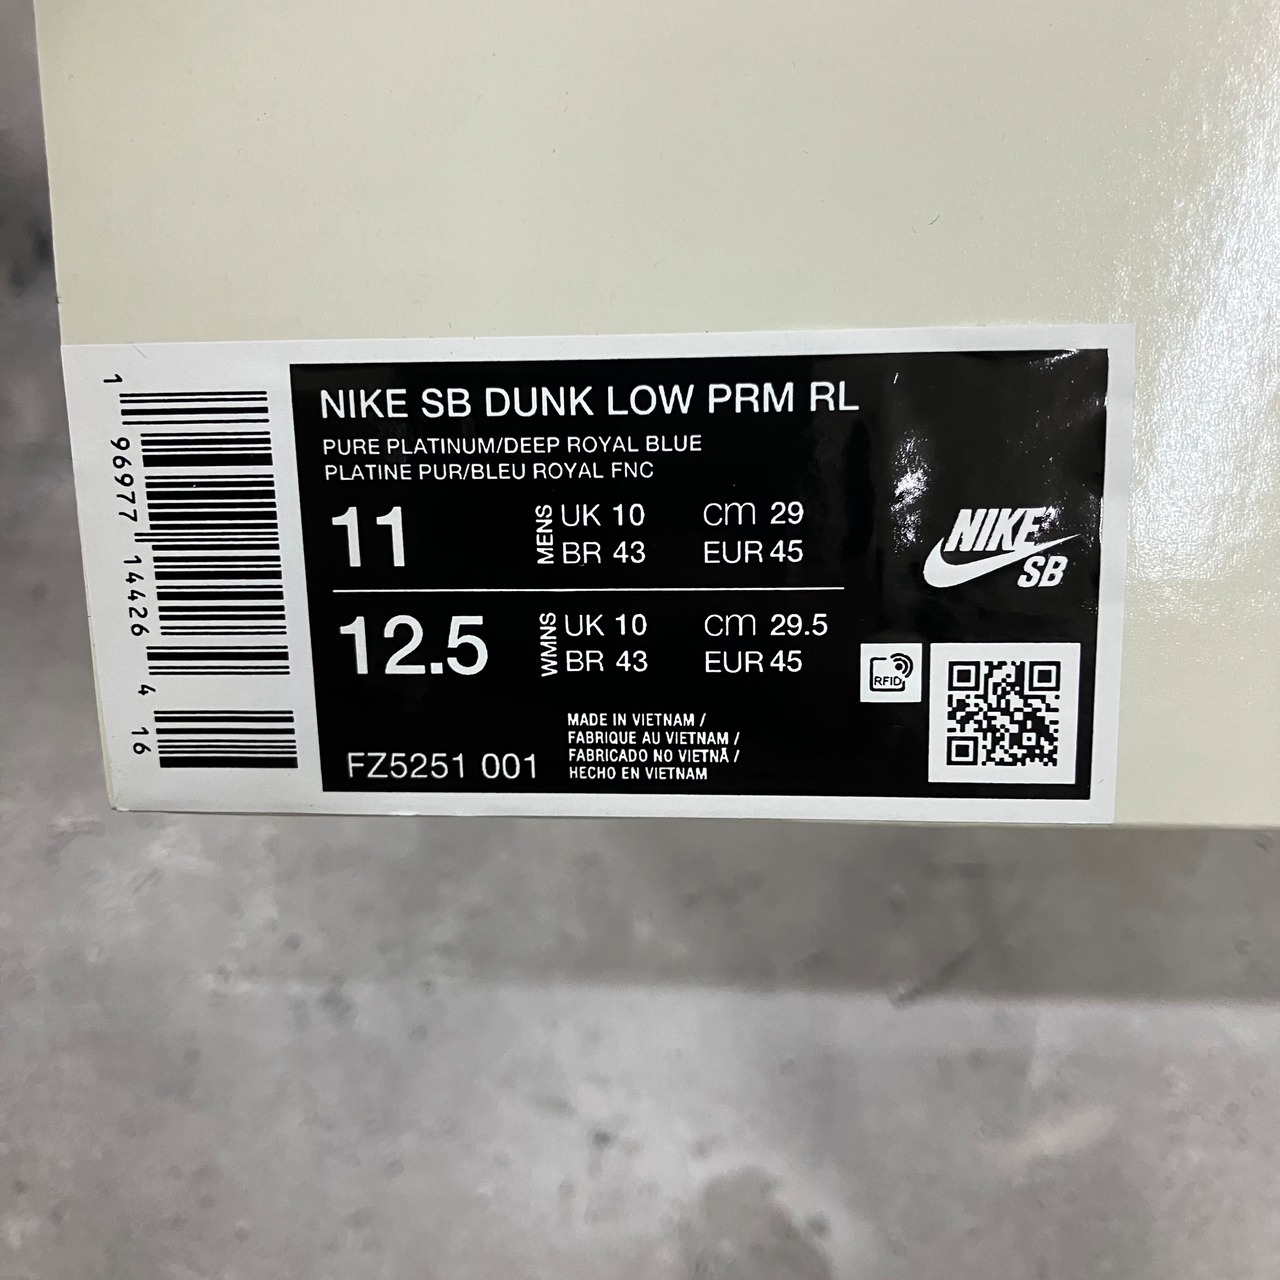 NIKE SB DUNK LOW PRM RL
PURE PLATINUM/DEEP ROYAL BLUE
PLATINE PUR/BLEU ROYAL FNC
11 MENS UK 10 CM 29
BR 43 EUR 45
12.5 WMNS UK 10 CM 29.5
BR 43 EUR 45
MADE IN VIETNAM /
FABRIQUE AU VIETNAM /
FABRICADO NO VIETNÃ /
HECHO EN VIETNAM
FZ5251 001
NIKE
SB
RFID
1 96977 14426 4 16